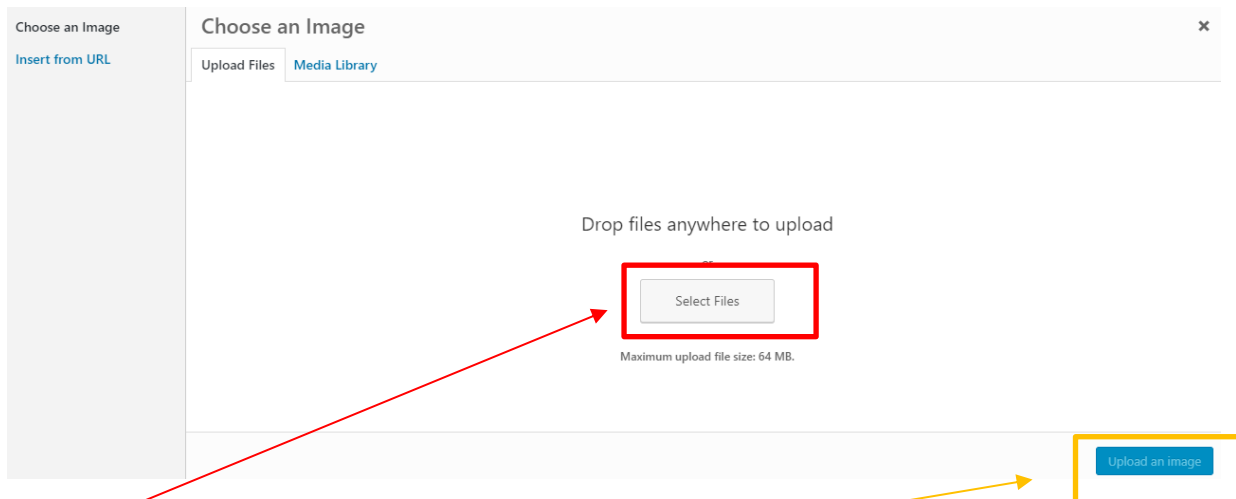 Choose an Image
Insert from URL
Choose an Image
Upload Files Media Library
Drop files anywhere to upload
or
Select Files
Maximum upload file size: 64 MB.
Upload an image